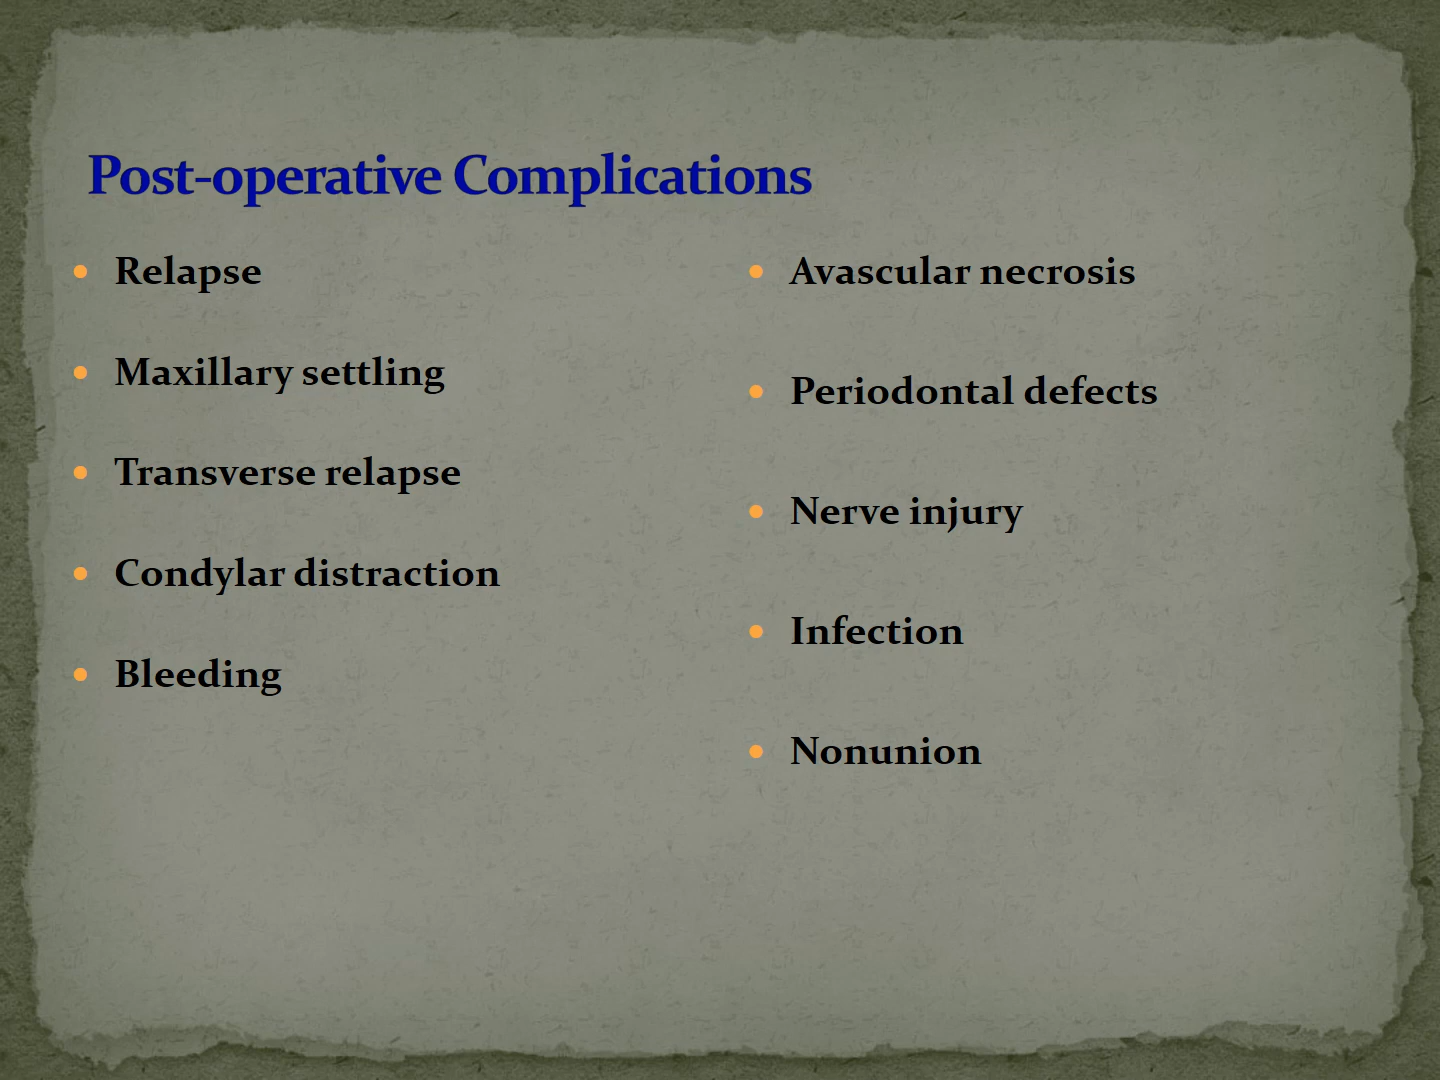 Post-operative Complications
• Relapse
• Maxillary settling
• Transverse relapse
• Condylar distraction
• Bleeding
• Avascular necrosis
• Periodontal defects
• Nerve injury
• Infection
• Nonunion